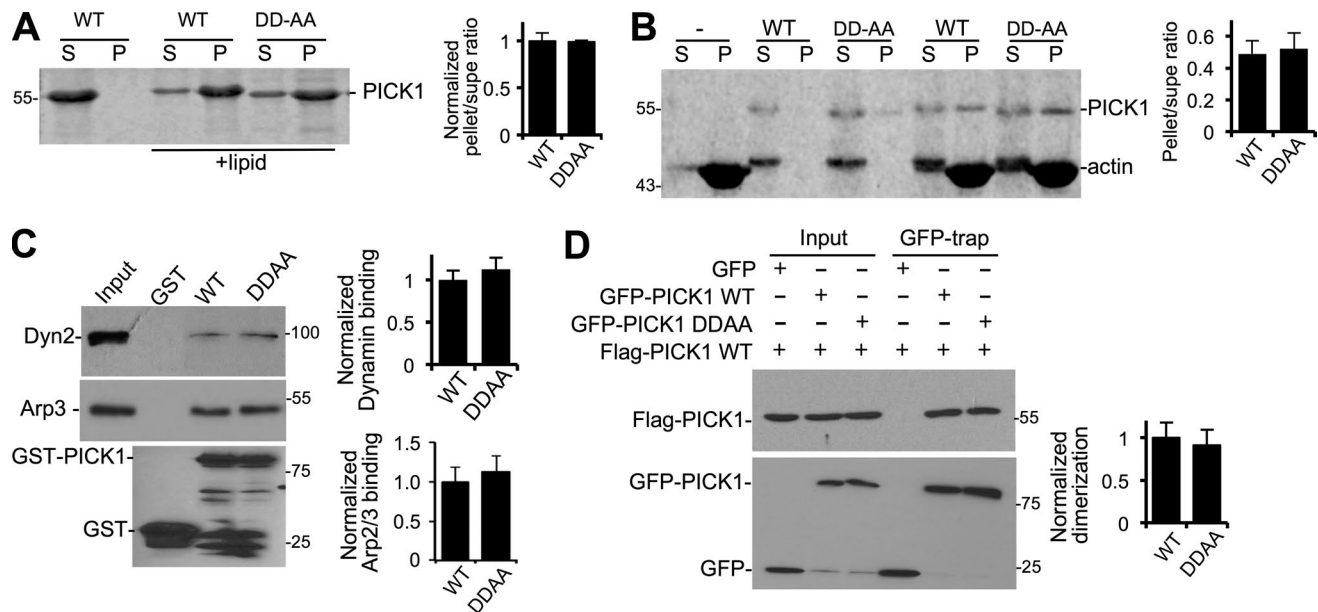 A
WT WT DD-AA
S P S P S P
55-
-PICK1
+lipid
Normalized
pellet/supe ratio
1
0.5
0
WT
DDAA
B
- WT DD-AA WT DD-AA
S P S P S P S P S P
55-
-PICK1
-actin
43-
Pellet/supe ratio
0.6
0.4
0.2
0
WT
DDAA
C
Input GST WT DDAA
Dyn2-
-100
-55
Arp3 -
GST-PICK1-
-75
GST-
-25
Normalized
Dynamin binding
1
0.5
0
WT
DDAA
Normalized
Arp2/3 binding
1.5
1.0
0.5
0
WT
DDAA
D
Input GFP-trap
GFP + – – + – –
GFP-PICK1 WT – + – – + –
GFP-PICK1 DDAA – – + – – +
Flag-PICK1 WT + + + + + +
Flag-PICK1-
-55
GFP-PICK1-
-75
GFP-
-25
Normalized
dimerization
1
0.5
0
WT
DDAA